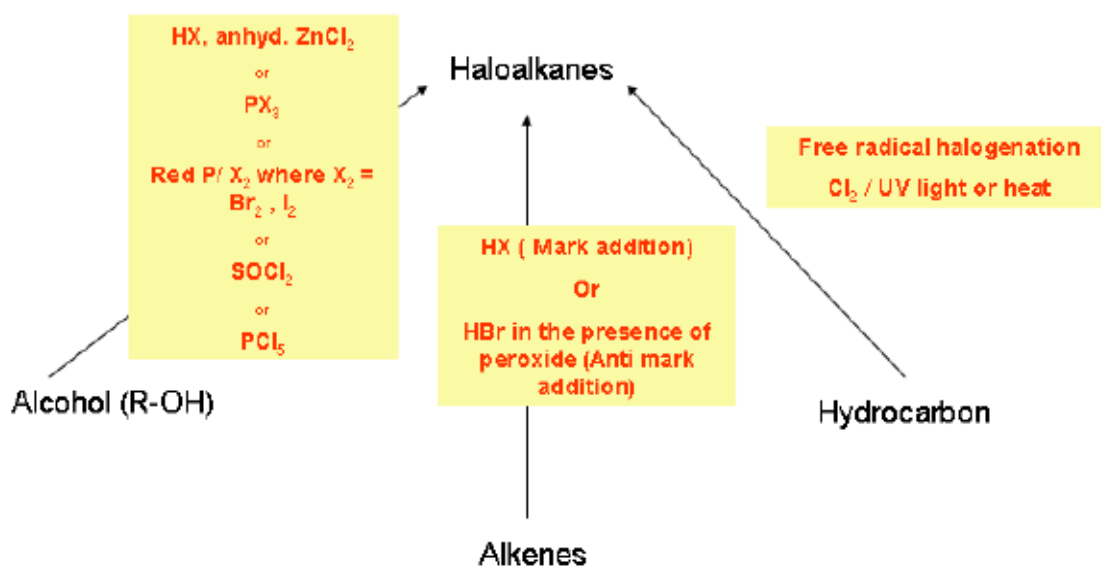 HX, anhyd. ZnCl₂
or
PX₃
or
Red P/ X₂ where X₂ =
Br₂ , I₂
or
SOCl₂
or
PCl₅
Haloalkanes
Free radical halogenation
Cl₂ / UV light or heat
HX ( Mark addition)
Or
HBr in the presence of
peroxide (Anti mark
addition)
Alcohol (R-OH)
Hydrocarbon
Alkenes